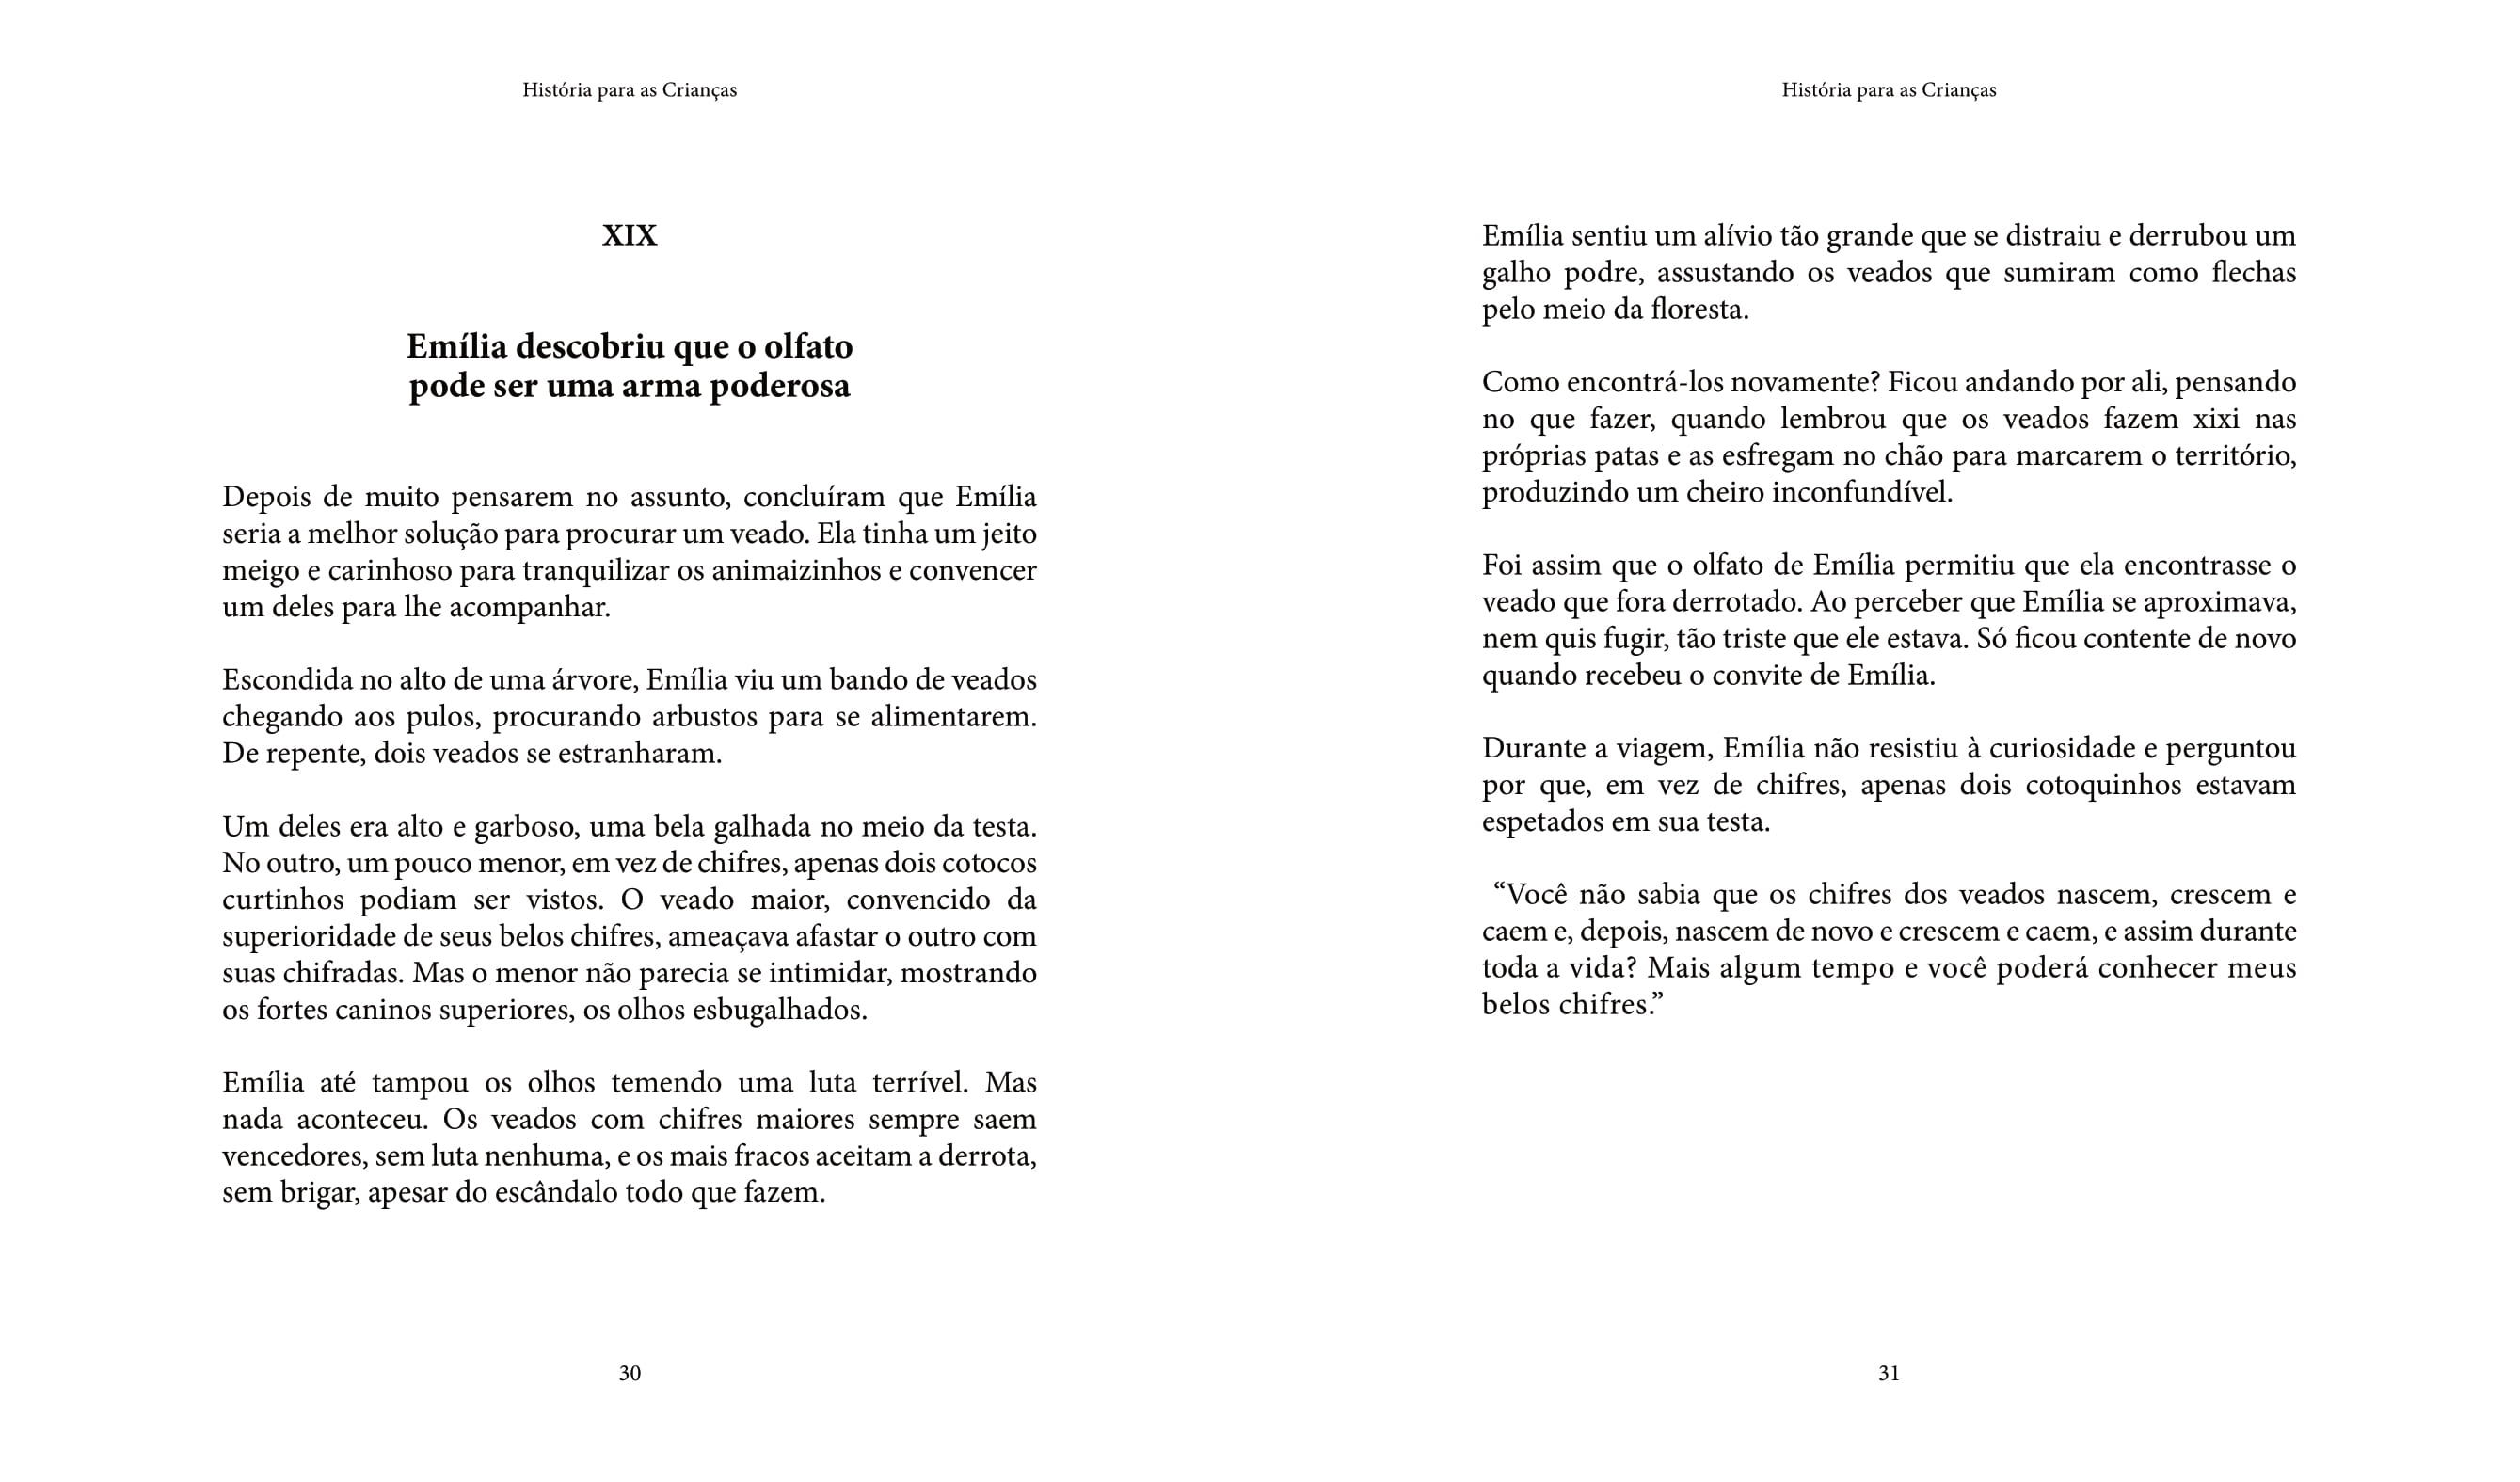 História para as Crianças
XIX
Emília descobriu que o olfato
pode ser uma arma poderosa
Depois de muito pensarem no assunto, concluíram que Emília
seria a melhor solução para procurar um veado. Ela tinha um jeito
meigo e carinhoso para tranquilizar os animaizinhos e convencer
um deles para lhe acompanhar.
Escondida no alto de uma árvore, Emília viu um bando de veados
chegando aos pulos, procurando arbustos para se alimentarem.
De repente, dois veados se estranharam.
Um deles era alto e garboso, uma bela galhada no meio da testa.
No outro, um pouco menor, em vez de chifres, apenas dois cotocos
curtinhos podiam ser vistos. O veado maior, convencido da
superioridade de seus belos chifres, ameaçava afastar o outro com
suas chifradas. Mas o menor não parecia se intimidar, mostrando
os fortes caninos superiores, os olhos esbugalhados.
Emília até tampou os olhos temendo uma luta terrível. Mas
nada aconteceu. Os veados com chifres maiores sempre saem
vencedores, sem luta nenhuma, e os mais fracos aceitam a derrota,
sem brigar, apesar do escândalo todo que fazem.
30
História para as Crianças
Emília sentiu um alívio tão grande que se distraiu e derrubou um
galho podre, assustando os veados que sumiram como flechas
pelo meio da floresta.
Como encontrá-los novamente? Ficou andando por ali, pensando
no que fazer, quando lembrou que os veados fazem xixi nas
próprias patas e as esfregam no chão para marcarem o território,
produzindo um cheiro inconfundível.
Foi assim que o olfato de Emília permitiu que ela encontrasse o
veado que fora derrotado. Ao perceber que Emília se aproximava,
nem quis fugir, tão triste que ele estava. Só ficou contente de novo
quando recebeu o convite de Emília.
Durante a viagem, Emília não resistiu à curiosidade e perguntou
por que, em vez de chifres, apenas dois cotoquinhos estavam
espetados em sua testa.
“Você não sabia que os chifres dos veados nascem, crescem e
caem e, depois, nascem de novo e crescem e caem, e assim durante
toda a vida? Mais algum tempo e você poderá conhecer meus
belos chifres.”
31